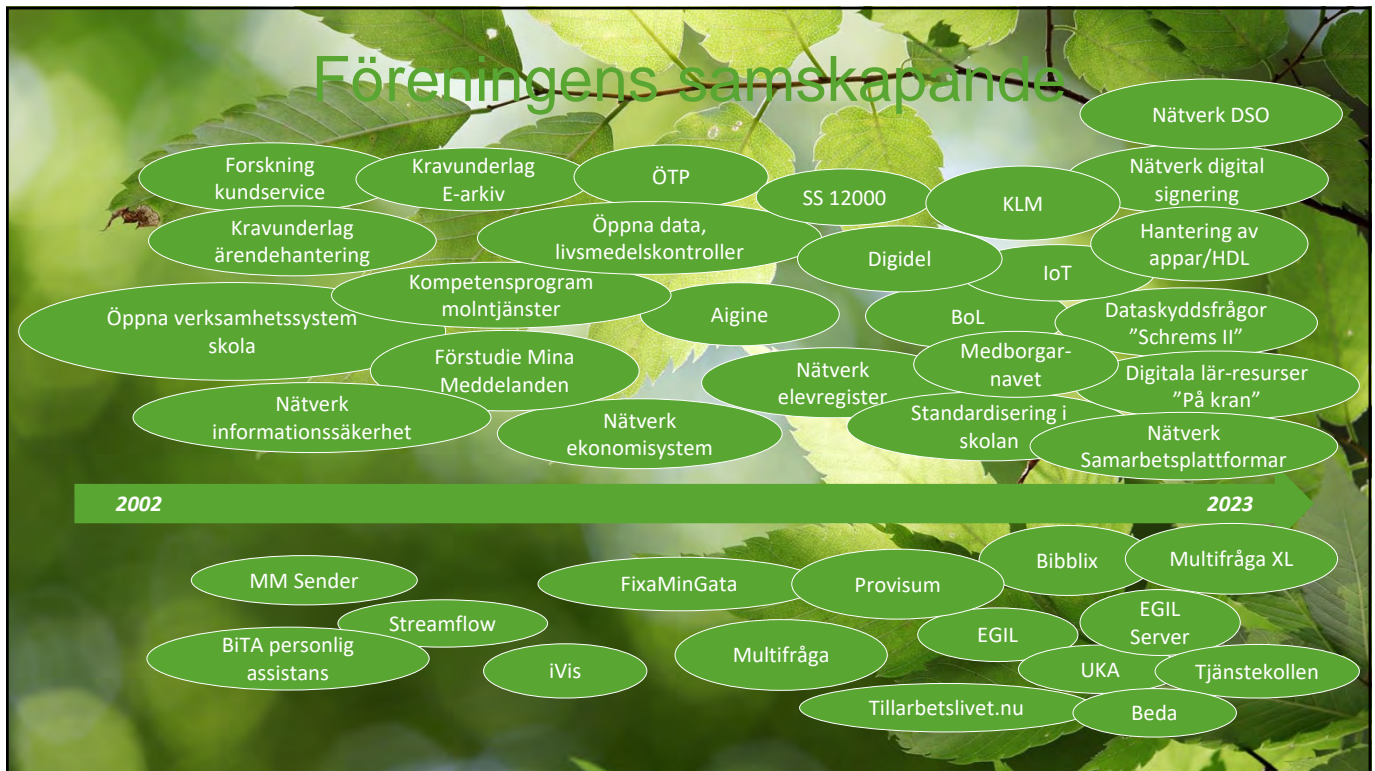 Föreningens samskapande
Nätverk DSO
Forskning
kundservice
Kravunderlag
E-arkiv
ÖTP
SS 12000
KLM
Nätverk digital
signering
Kravunderlag
ärendehantering
Öppna data,
livsmedelskontroller
Digidel
IoT
Hantering av
appar/HDL
Öppna verksamhetssystem
skola
Kompetensprogram
molntjänster
Aigine
BoL
Dataskyddsfrågor
”Schrems II”
Förstudie Mina
Meddelanden
Nätverk
elevregister
Medborgar-
navet
Digitala lär-resurser
”På kran”
Nätverk
informationssäkerhet
Nätverk
ekonomisystem
Standardisering i
skolan
Nätverk
Samarbetsplattformar
2002
2023
MM Sender
FixaMinGata
Provisum
Bibblix
Multifråga XL
Streamflow
EGIL
EGIL
Server
BiTA personlig
assistans
iVis
Multifråga
UKA
Tjänstekollen
Tillarbetslivet.nu
Beda